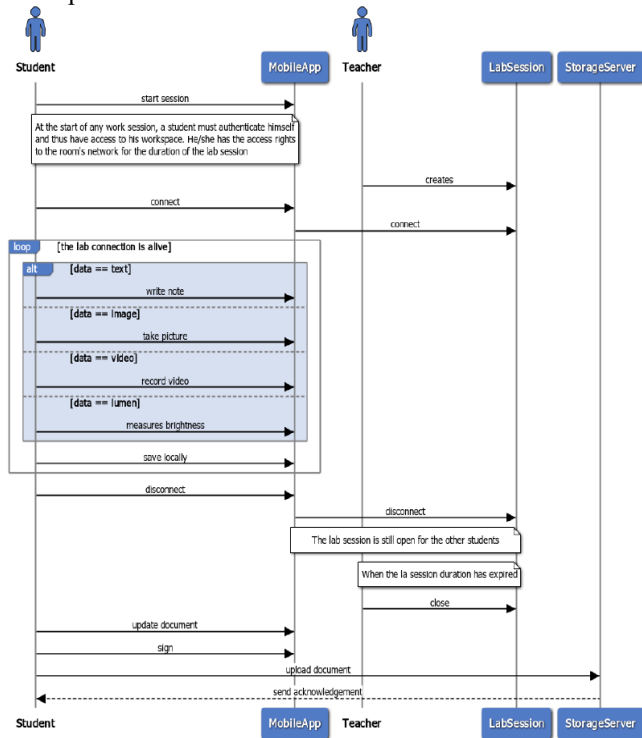 Student
MobileApp
Teacher
LabSession
StorageServer
start session
At the start of any work session, a student must authenticate himself
and thus have access to his workspace. He/she has the access rights
to the room's network for the duration of the lab session
creates
connect
connect
loop [the lab connection is alive]
alt [data == text]
write note
[data == image]
take picture
[data == video]
record video
[data == lumen]
measures brightness
save locally
disconnect
disconnect
The lab session is still open for the other students
When the la session duration has expired
close
update document
sign
upload document
send acknowledgement
Student
MobileApp
Teacher
LabSession
StorageServer